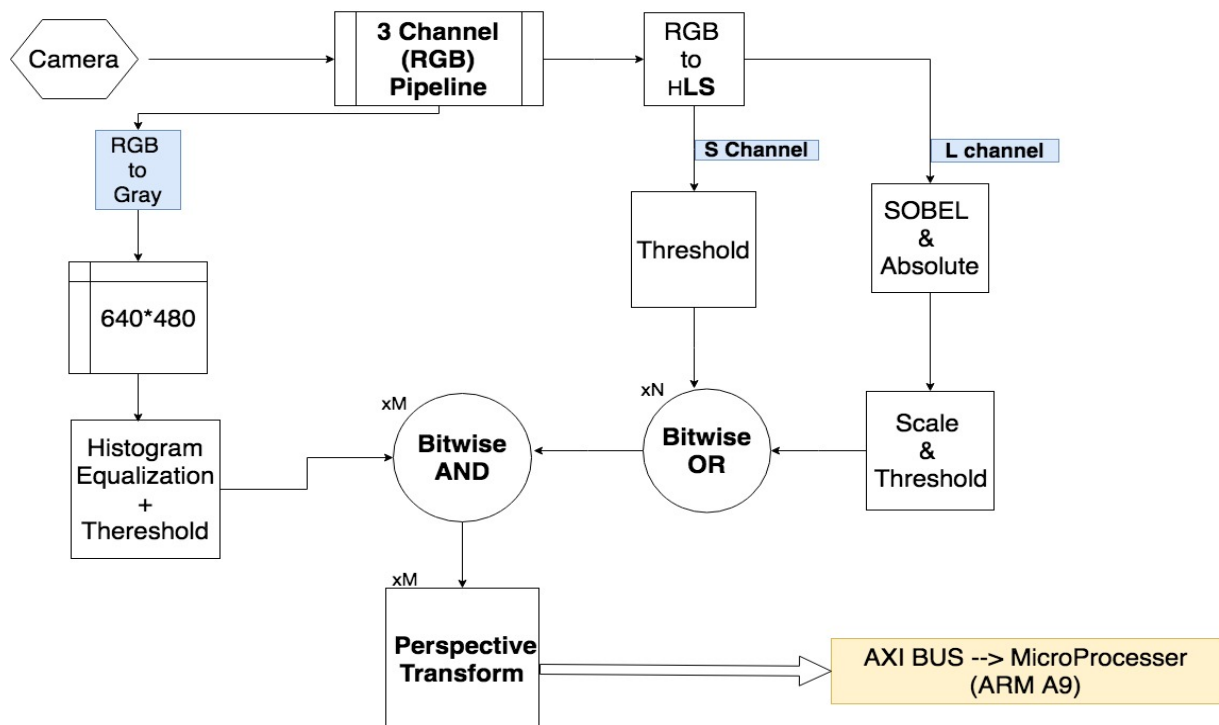 Camera
3 Channel
(RGB)
Pipeline
RGB
to
HLS
RGB
to
Gray
S Channel
L channel
640*480
Threshold
SOBEL
&
Absolute
Histogram
Equalization
+
Thereshold
xM
Bitwise
AND
xN
Bitwise
OR
Scale
&
Threshold
xM
Perspective
Transform
AXI BUS --> MicroProcesser
(ARM A9)